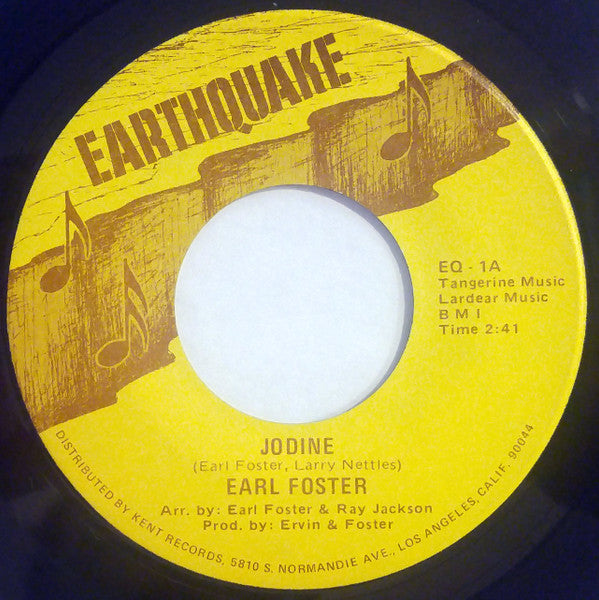 EARTHQUAKE
EQ - 1A
Tangerine Music
Lardear Music
B M I
Time 2:41
JODINE
(Earl Foster, Larry Nettles)
EARL FOSTER
Arr. by: Earl Foster & Ray Jackson
Prod. by: Ervin & Foster
DISTRIBUTED BY KENT RECORDS, 5810 S. NORMANDIE AVE., LOS ANGELES, CALIF. 90044